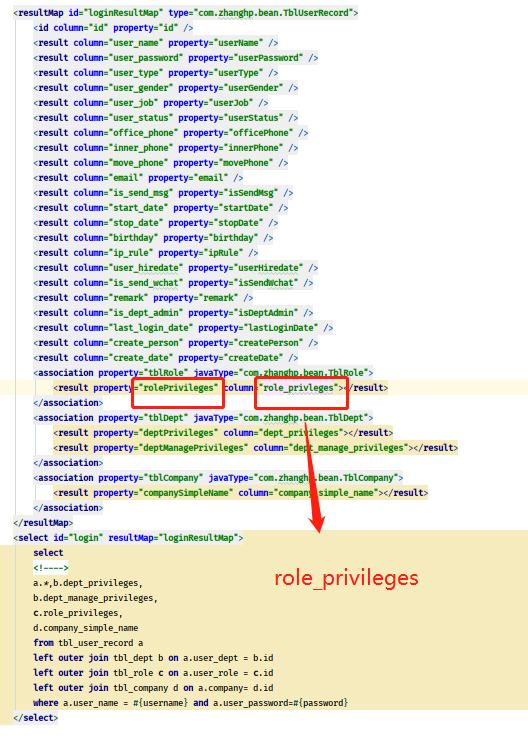 <resultMap id="loginResultMap" type="com.zhanghp.bean.TblUserRecord">
<id column="id" property="id" />
<result column="user_name" property="userName" />
<result column="user_password" property="userPassword" />
<result column="user_type" property="userType" />
<result column="user_gender" property="userGender" />
<result column="user_job" property="userJob" />
<result column="user_status" property="userStatus" />
<result column="office_phone" property="officePhone" />
<result column="inner_phone" property="innerPhone" />
<result column="move_phone" property="movePhone" />
<result column="email" property="email" />
<result column="is_send_msg" property="isSendMsg" />
<result column="start_date" property="startDate" />
<result column="stop_date" property="stopDate" />
<result column="birthday" property="birthday" />
<result column="ip_rule" property="ipRule" />
<result column="user_hiredate" property="userHiredate" />
<result column="is_send_wchat" property="isSendWchat" />
<result column="remark" property="remark" />
<result column="is_dept_admin" property="isDeptAdmin" />
<result column="last_login_date" property="lastLoginDate" />
<result column="create_person" property="createPerson" />
<result column="create_date" property="createDate" />
<association property="tblRole" javaType="com.zhanghp.bean.TblRole">
<result property="rolePrivileges" column="role_privileges"></result>
</association>
<association property="tblDept" javaType="com.zhanghp.bean.TblDept">
<result property="deptPrivileges" column="dept_privileges"></result>
<result property="deptManagePrivileges" column="dept_manage_privileges"></result>
</association>
<association property="tblCompany" javaType="com.zhanghp.bean.TblCompany">
<result property="companySimpleName" column="company_simple_name"></result>
</association>
</resultMap>
<select id="login" resultMap="loginResultMap">
select
<!---->
a.*,b.dept_privileges,
b.dept_manage_privileges,
c.role_privileges,
d.company_simple_name
from tbl_user_record a
left outer join tbl_dept b on a.user_dept = b.id
left outer join tbl_role c on a.user_role = c.id
left outer join tbl_company d on a.company= d.id
where a.user_name = #{username} and a.user_password=#{password}
</select>
role_privileges